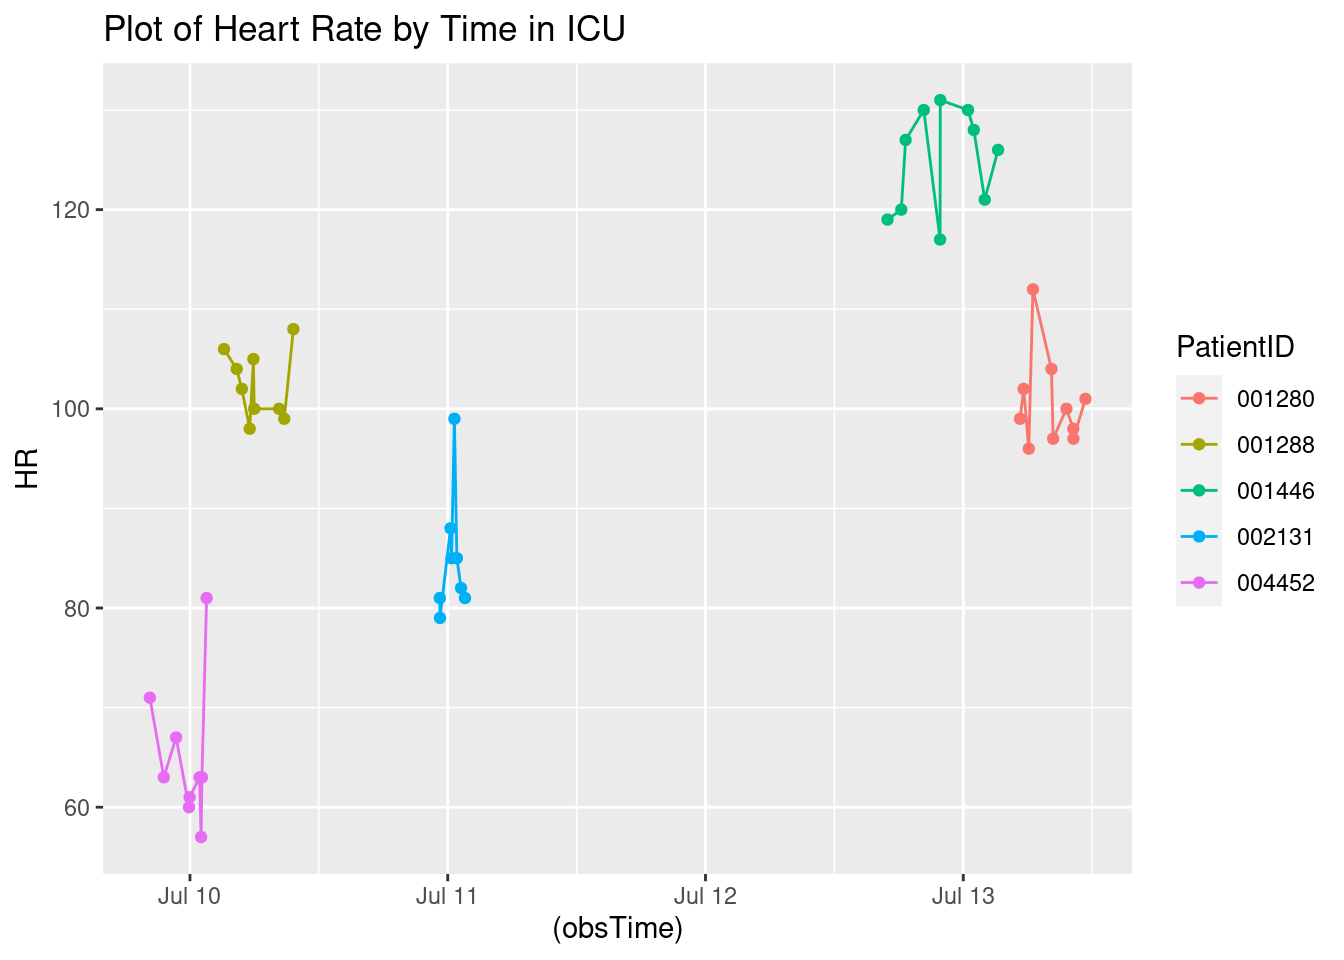 Plot of Heart Rate by Time in ICU
HR
120
100
80
60
Jul 10
Jul 11
Jul 12
Jul 13
(obsTime)
PatientID
001280
001288
001446
002131
004452